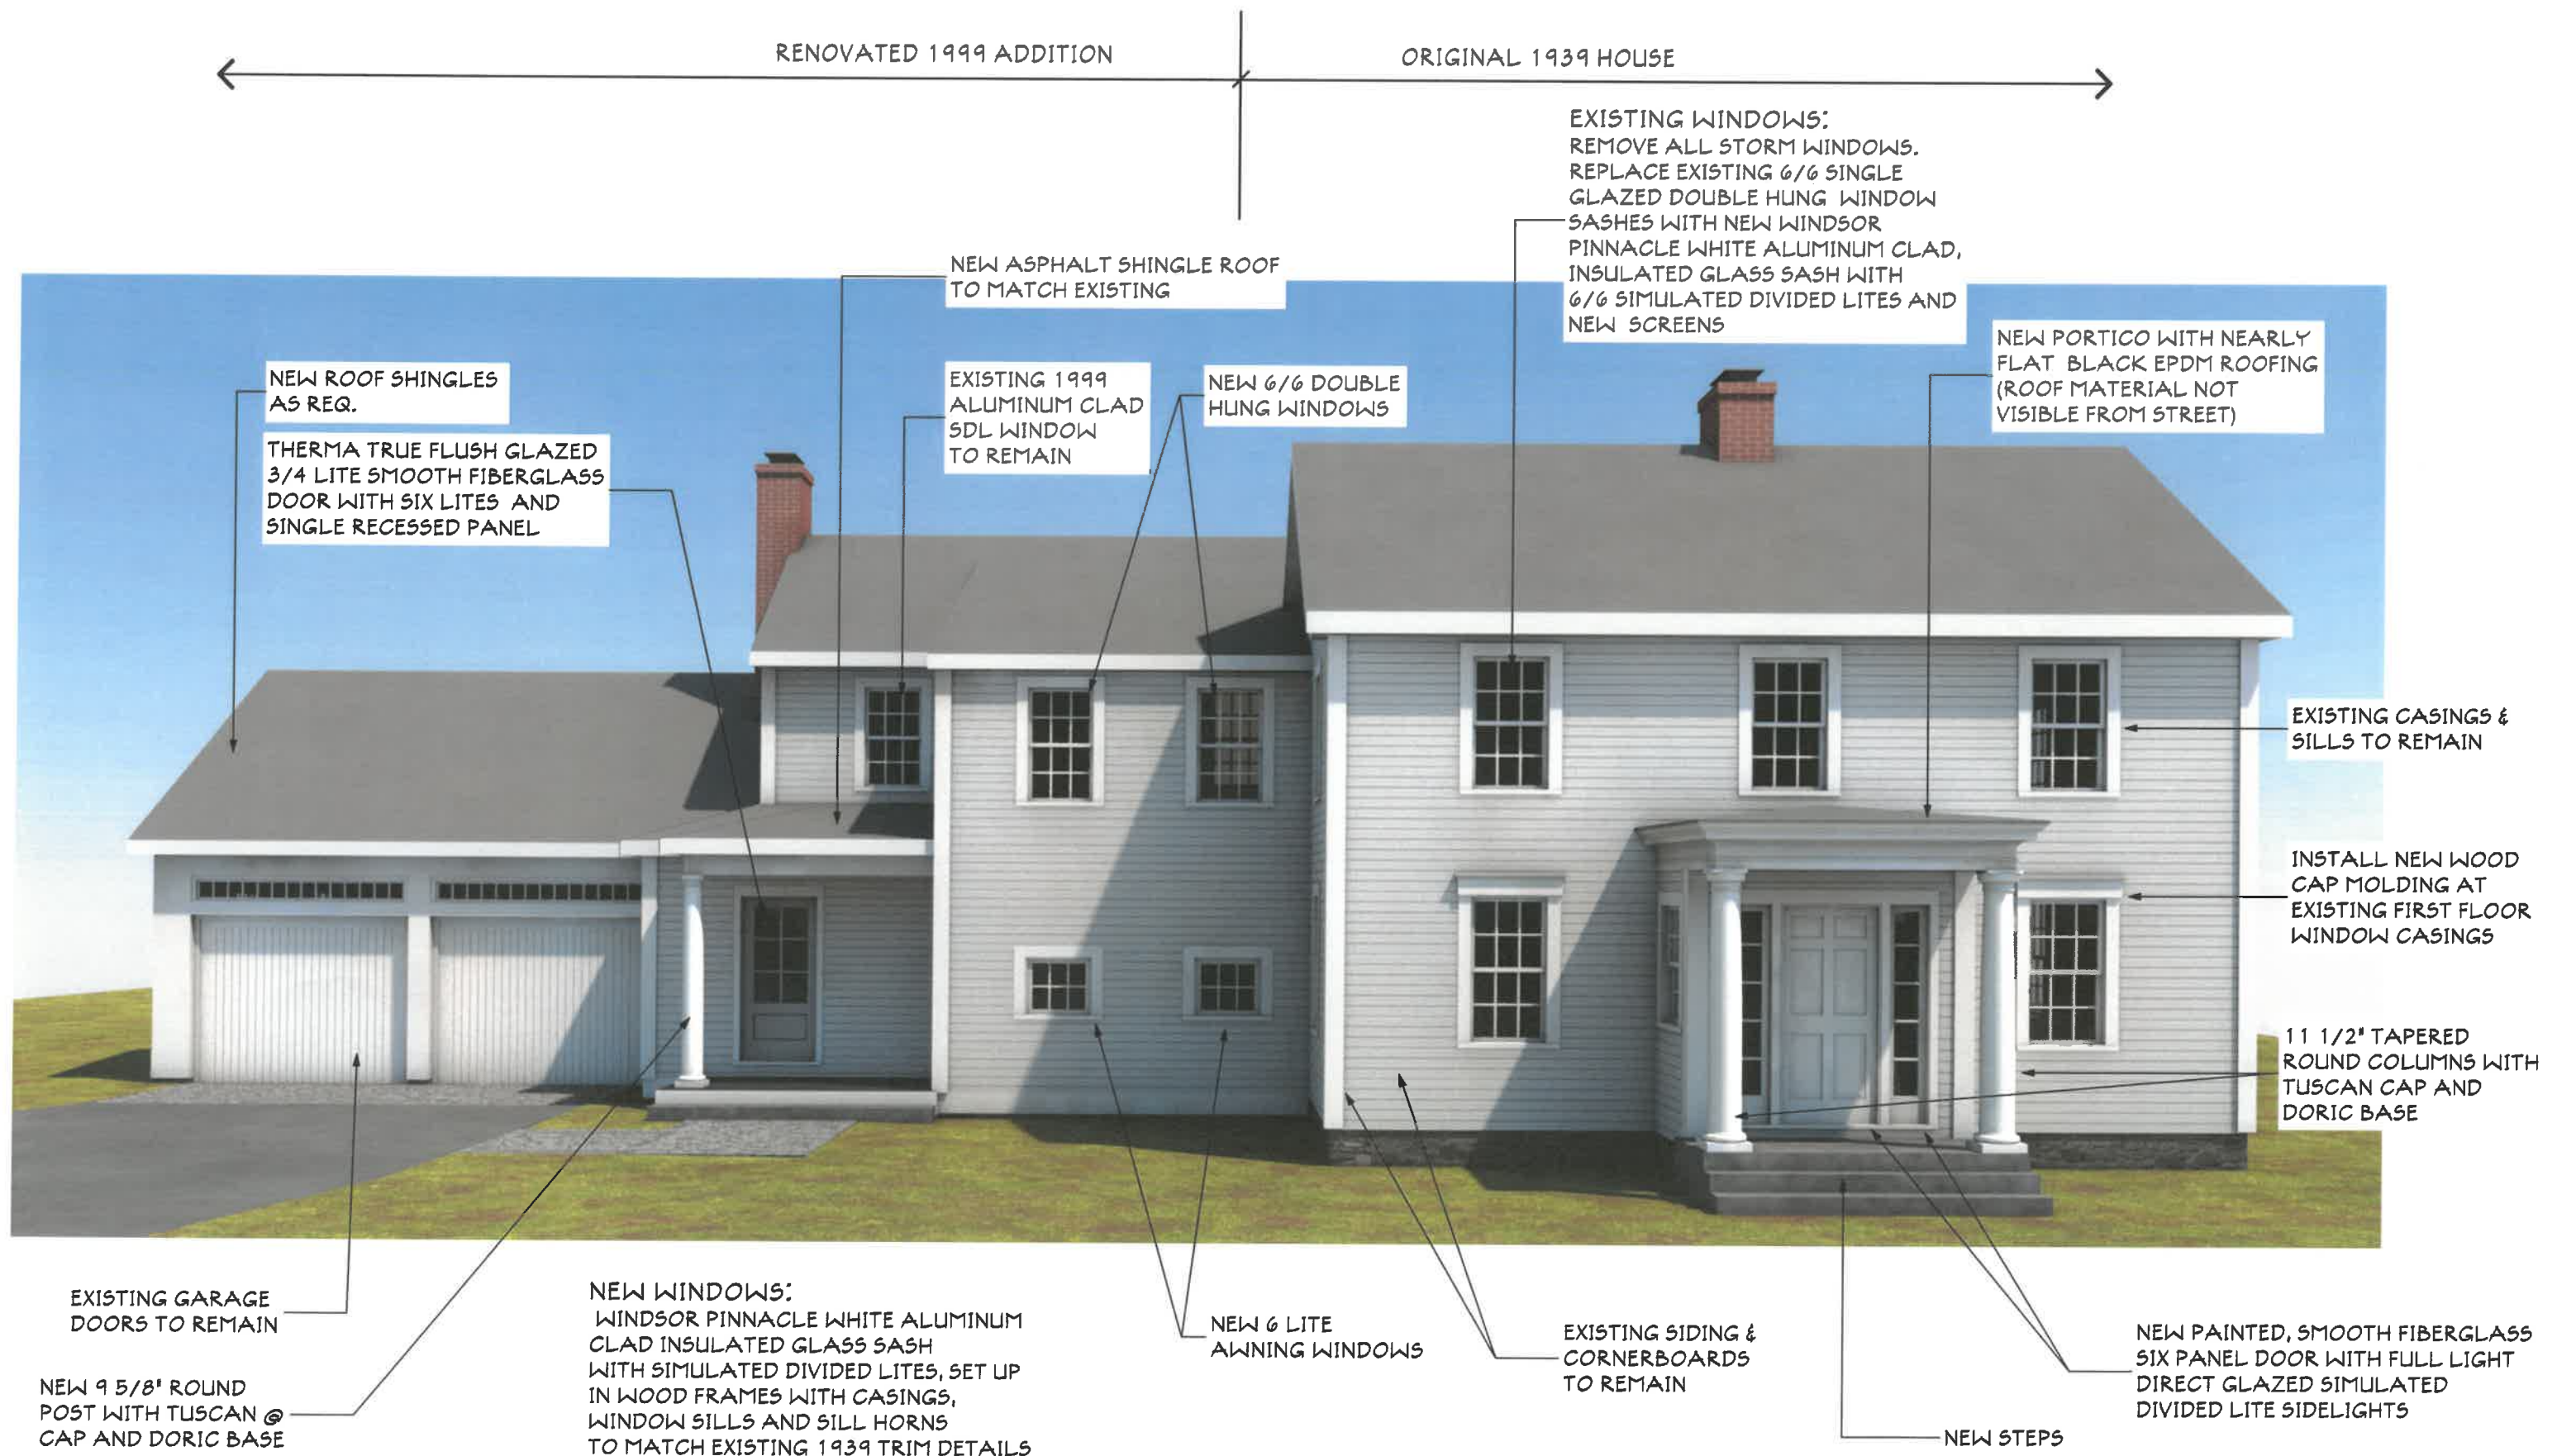 RENOVATED 1999 ADDITION
ORIGINAL 1939 HOUSE
EXISTING WINDOWS:
REMOVE ALL STORM WINDOWS.
REPLACE EXISTING 6/6 SINGLE
GLAZED DOUBLE HUNG WINDOW
SASHES WITH NEW WINDSOR
PINNACLE WHITE ALUMINUM CLAD,
INSULATED GLASS SASH WITH
6/6 SIMULATED DIVIDED LITES AND
NEW SCREENS
NEW ASPHALT SHINGLE ROOF
TO MATCH EXISTING
NEW PORTICO WITH NEARLY
FLAT BLACK EPDM ROOFING
(ROOF MATERIAL NOT
VISIBLE FROM STREET)
NEW ROOF SHINGLES
AS REQ.
EXISTING 1999
ALUMINUM CLAD
SDL WINDOW
TO REMAIN
NEW 6/6 DOUBLE
HUNG WINDOWS
THERMA TRUE FLUSH GLAZED
3/4 LITE SMOOTH FIBERGLASS
DOOR WITH SIX LITES AND
SINGLE RECESSED PANEL
EXISTING CASINGS &
SILLS TO REMAIN
INSTALL NEW WOOD
CAP MOLDING AT
EXISTING FIRST FLOOR
WINDOW CASINGS
11 1/2" TAPERED
ROUND COLUMNS WITH
TUSCAN CAP AND
DORIC BASE
EXISTING GARAGE
DOORS TO REMAIN
NEW 9 5/8" ROUND
POST WITH TUSCAN @
CAP AND DORIC BASE
NEW WINDOWS:
WINDSOR PINNACLE WHITE ALUMINUM
CLAD INSULATED GLASS SASH
WITH SIMULATED DIVIDED LITES, SET UP
IN WOOD FRAMES WITH CASINGS,
WINDOW SILLS AND SILL HORNS
TO MATCH EXISTING 1939 TRIM DETAILS
NEW 6 LITE
AWNING WINDOWS
EXISTING SIDING &
CORNERBOARDS
TO REMAIN
NEW PAINTED, SMOOTH FIBERGLASS
SIX PANEL DOOR WITH FULL LIGHT
DIRECT GLAZED SIMULATED
DIVIDED LITE SIDELIGHTS
NEW STEPS